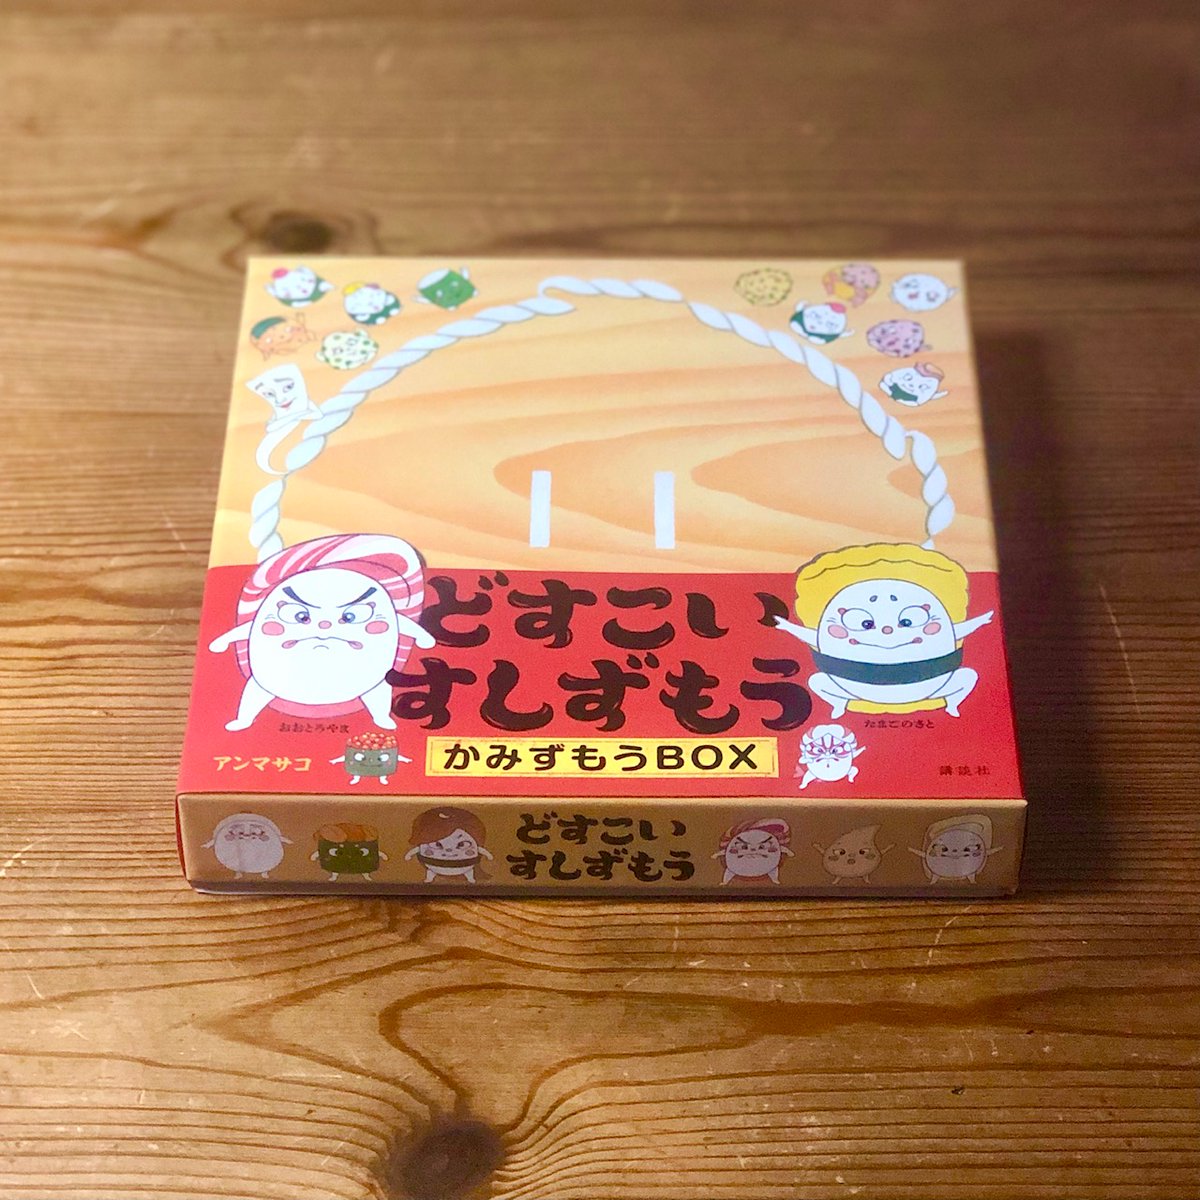 どすこい
すしずもう
おおとろやま
たまごのさと
かみずもうBOX
アンマサコ
講談社
どすこい
すしずもう